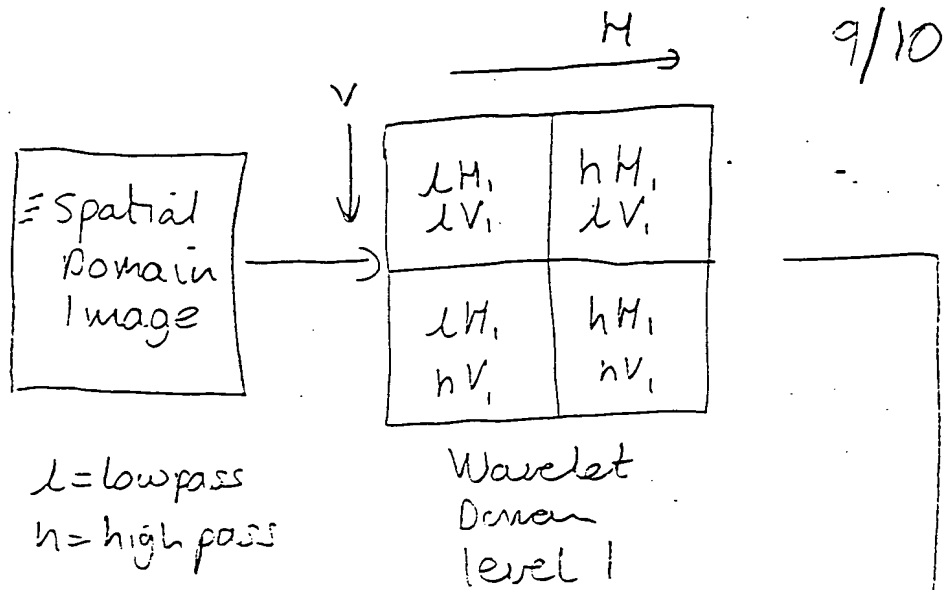 9/10
H
V
Spatial
Domain
Image
lH₁
lV₁
hH₁
lV₁
lH₁
hV₁
hH₁
hV₁
l=lowpass
h=high pass
Wavelet
level 1